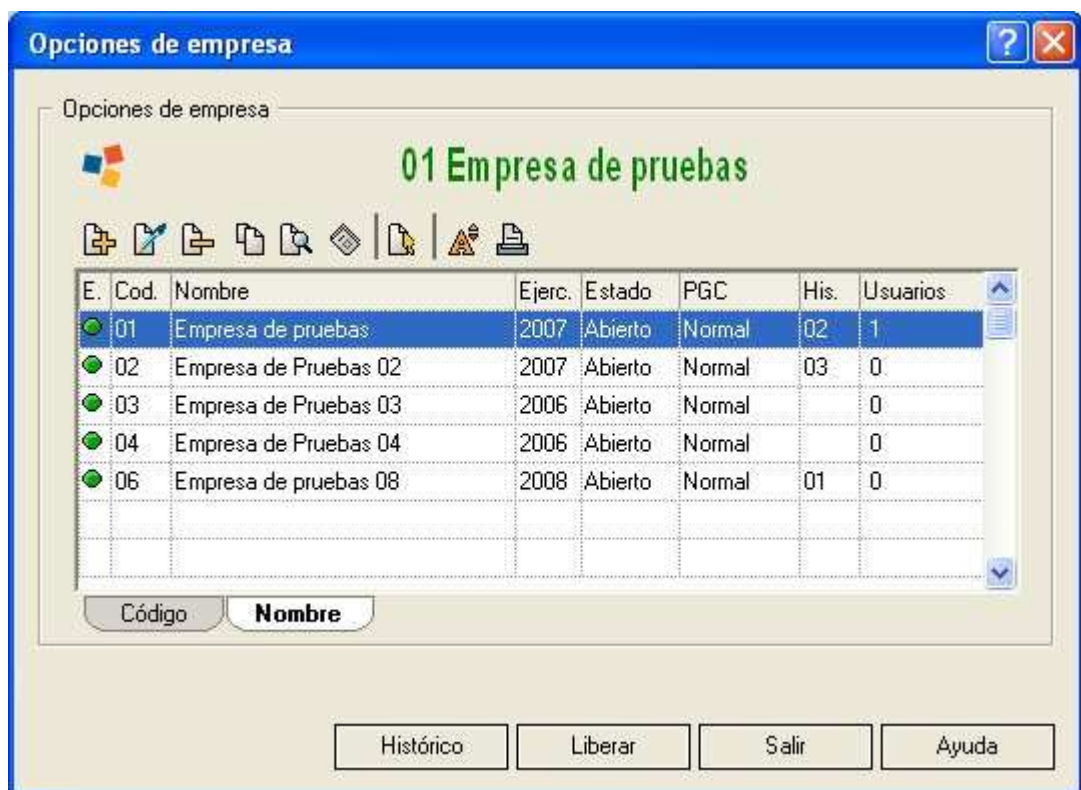 Opciones de empresa
Opciones de empresa
01 Empresa de pruebas
E. Cod. Nombre Ejerc. Estado PGC His. Usuarios
01 Empresa de pruebas 2007 Abierto Normal 02 1
02 Empresa de Pruebas 02 2007 Abierto Normal 03 0
03 Empresa de Pruebas 03 2006 Abierto Normal 0
04 Empresa de Pruebas 04 2006 Abierto Normal 0
06 Empresa de pruebas 08 2008 Abierto Normal 01 0
Código Nombre
Histórico Liberar Salir Ayuda